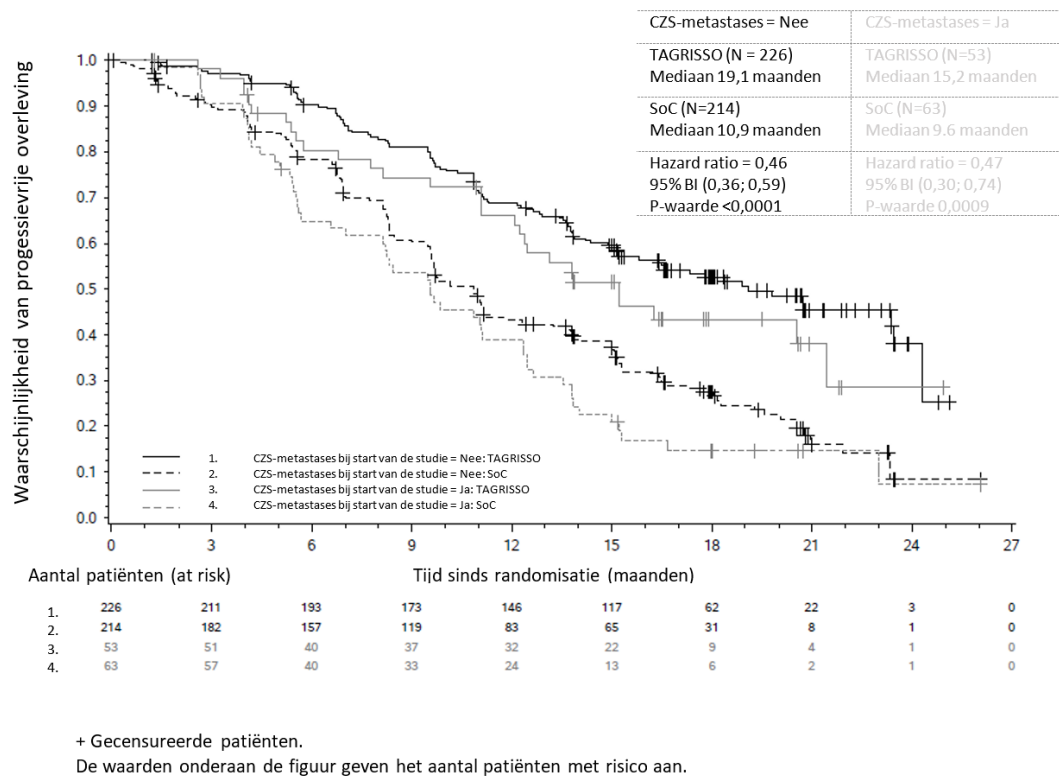 CZS-metastases = Nee CZS-metastases = Ja
TAGRISSO (N = 226) TAGRISSO (N=53)
Mediaan 19,1 maanden Mediaan 15,2 maanden
SoC (N=214) SoC (N=63)
Mediaan 10,9 maanden Mediaan 9.6 maanden
Hazard ratio = 0,46 Hazard ratio = 0,47
95% BI (0,36; 0,59) 95% BI (0,30; 0,74)
P-waarde <0,0001 P-waarde 0,0009
Waarschijnlijkheid van progessievrije overleving
1.0
0.9
0.8
0.7
0.6
0.5
0.4
0.3
0.2
0.1
0.0
1. CZS-metastases bij start van de studie = Nee: TAGRISSO
2. CZS-metastases bij start van de studie = Nee: SoC
3. CZS-metastases bij start van de studie = Ja: TAGRISSO
4. CZS-metastases bij start van de studie = Ja: SoC
0 3 6 9 12 15 18 21 24 27
Aantal patiënten (at risk) Tijd sinds randomisatie (maanden)
1. 226 211 193 173 146 117 62 22 3 0
2. 214 182 157 119 83 65 31 8 1 0
3. 53 51 40 37 32 22 9 4 1 0
4. 63 57 40 33 24 13 6 2 1 0
+ Gecensureerde patiënten.
De waarden onderaan de figuur geven het aantal patiënten met risico aan.